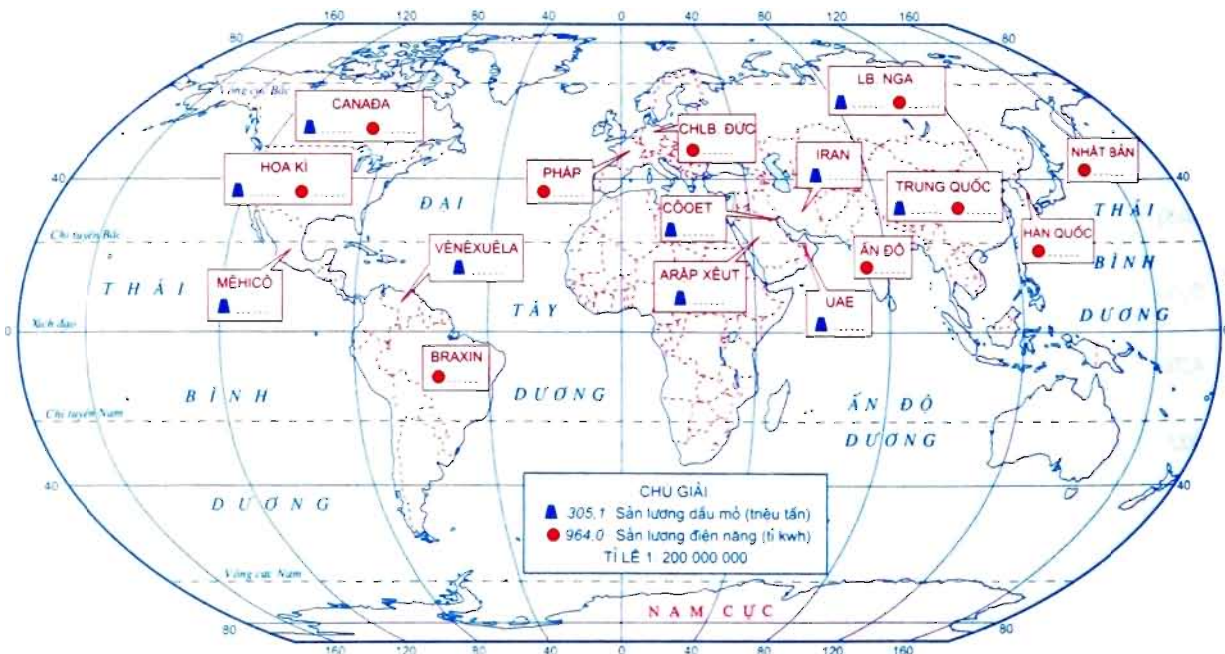 160 120 80 40 0 40 80 120 160
80 80
Vòng cực Bắc
LB. NGA
CANAĐA
CHLB. ĐỨC
NHẬT BẢN
HOA KÌ
PHÁP
IRAN
40 40
TRUNG QUỐC
CÔOET
ĐẠI
THÁI
Chí tuyến Bắc
HÀN QUỐC
VÊNÊXUÊLA
ẤN ĐỘ
BÌNH
MÊHICÔ
ARẬP XÊUT
UAE
THÁI
TÂY
DƯƠNG
0 Xích đạo 0
BRAXIN
BÌNH
DƯƠNG
ẤN ĐỘ
Chí tuyến Nam
DƯƠNG
40 40
DƯƠNG
CHÚ GIẢI
305,1 Sản lượng dầu mỏ (triệu tấn)
964,0 Sản lượng điện năng (tỉ kwh)
TỈ LỆ 1 200 000 000
Vòng cực Nam
NAM CỰC
80 80
160 120 80 40 0 40 80 120 160